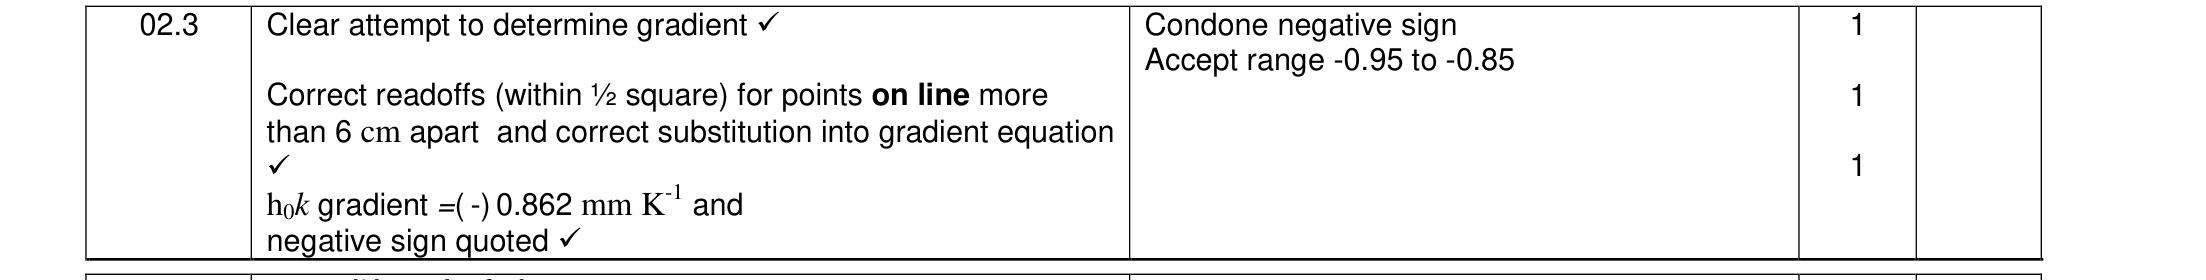 02.3
Clear attempt to determine gradient ✓
Condone negative sign
1
Accept range -0.95 to -0.85
Correct readoffs (within ½ square) for points on line more
1
than 6 cm apart and correct substitution into gradient equation
✓
1
h₀k gradient =( -) 0.862 mm K⁻¹ and
negative sign quoted ✓